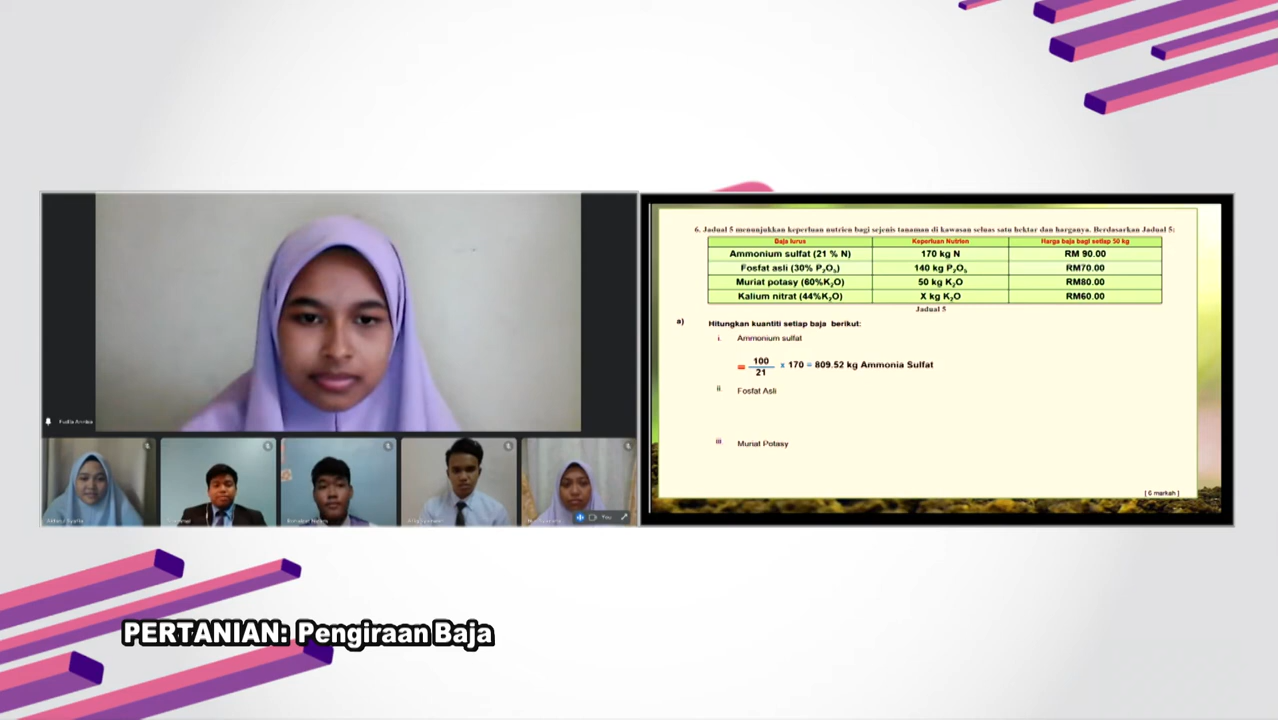 6. Jadual 5 menunjukkan keperluan nutrien bagi sejenis tanaman di kawasan seluas satu hektar dan harganya. Berdasarkan Jadual 5:
Baja lurus Keperluan Nutrien Harga baja bagi setiap 50 kg
Ammonium sulfat (21 % N) 170 kg N RM 90.00
Fosfat asli (30% P₂O₅) 140 kg P₂O₅ RM70.00
Muriat potasy (60%K₂O) 50 kg K₂O RM80.00
Kalium nitrat (44%K₂O) X kg K₂O RM60.00
Jadual 5
a) Hitungkan kuantiti setiap baja berikut:
i. Ammonium sulfat
= 100/21 x 170 = 809.52 kg Ammonia Sulfat
ii. Fosfat Asli
iii Muriat Potasy
[ 6 markah ]
You
PERTANIAN: Pengiraan Baja